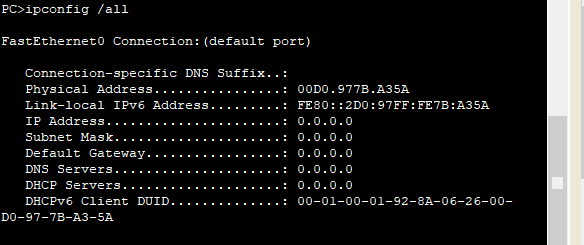 PC>ipconfig /all
FastEthernet0 Connection:(default port)
Connection-specific DNS Suffix..:
Physical Address................: 00D0.977B.A35A
Link-local IPv6 Address.........: FE80::2D0:97FF:FE7B:A35A
IP Address......................: 0.0.0.0
Subnet Mask.....................: 0.0.0.0
Default Gateway.................: 0.0.0.0
DNS Servers.....................: 0.0.0.0
DHCP Servers....................: 0.0.0.0
DHCPv6 Client DUID..............: 00-01-00-01-92-8A-06-26-00-
D0-97-7B-A3-5A